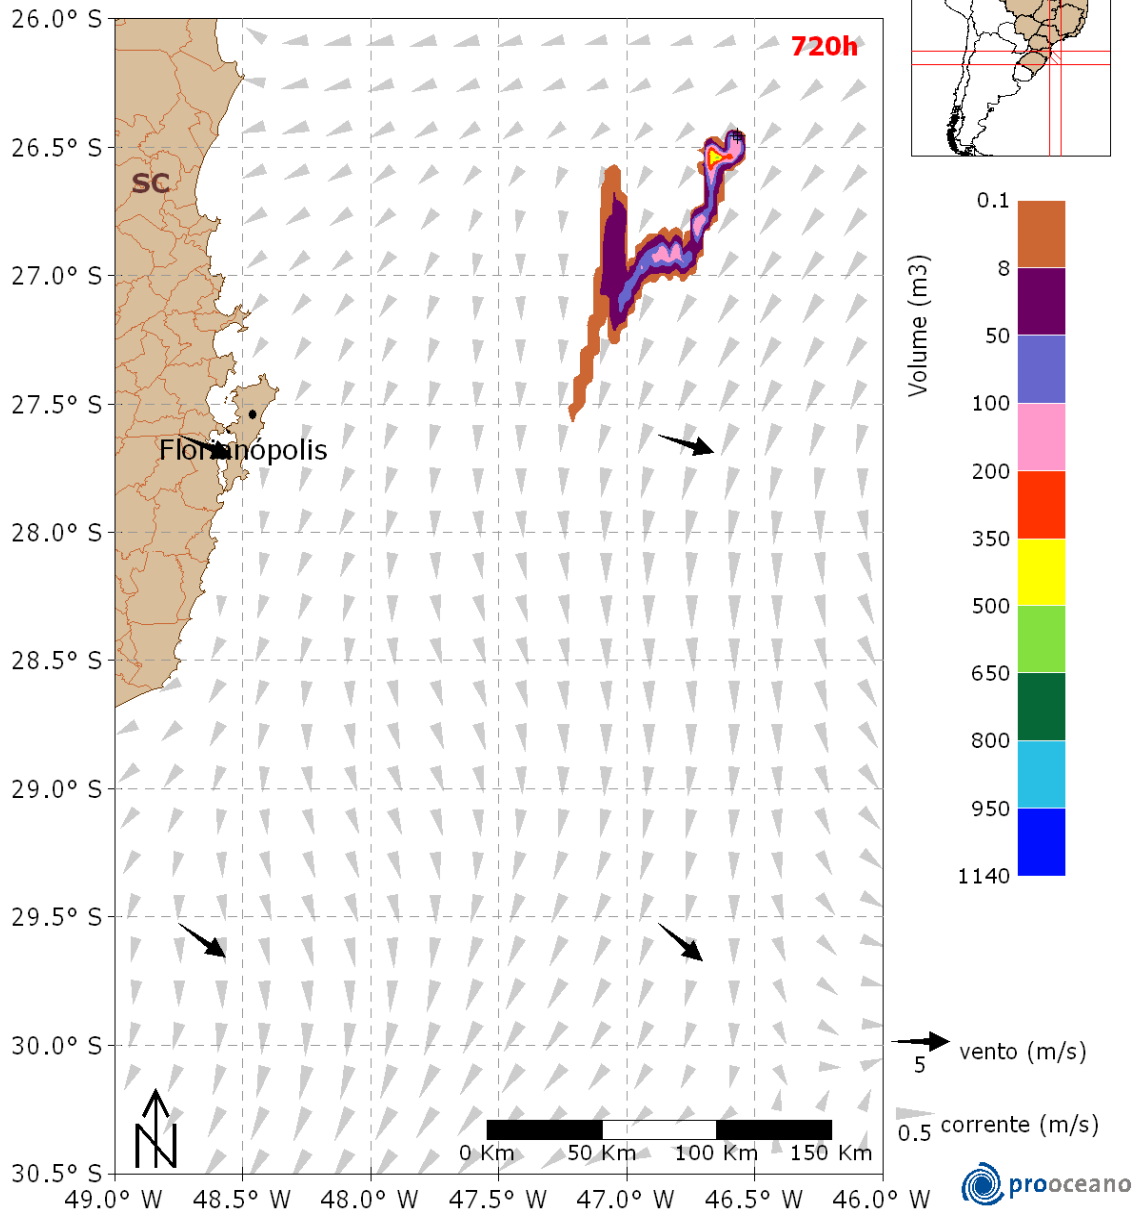 26.0° S
720h
26.5° S
SC
27.0° S
27.5° S
Florianópolis
28.0° S
28.5° S
29.0° S
29.5° S
30.0° S
30.5° S
N
0 Km 50 Km 100 Km 150 Km
49.0° W 48.5° W 48.0° W 47.5° W 47.0° W 46.5° W 46.0° W
Volume (m3)
0.1
8
50
100
200
350
500
650
800
950
1140
vento (m/s)
5
corrente (m/s)
0.5
prooceano